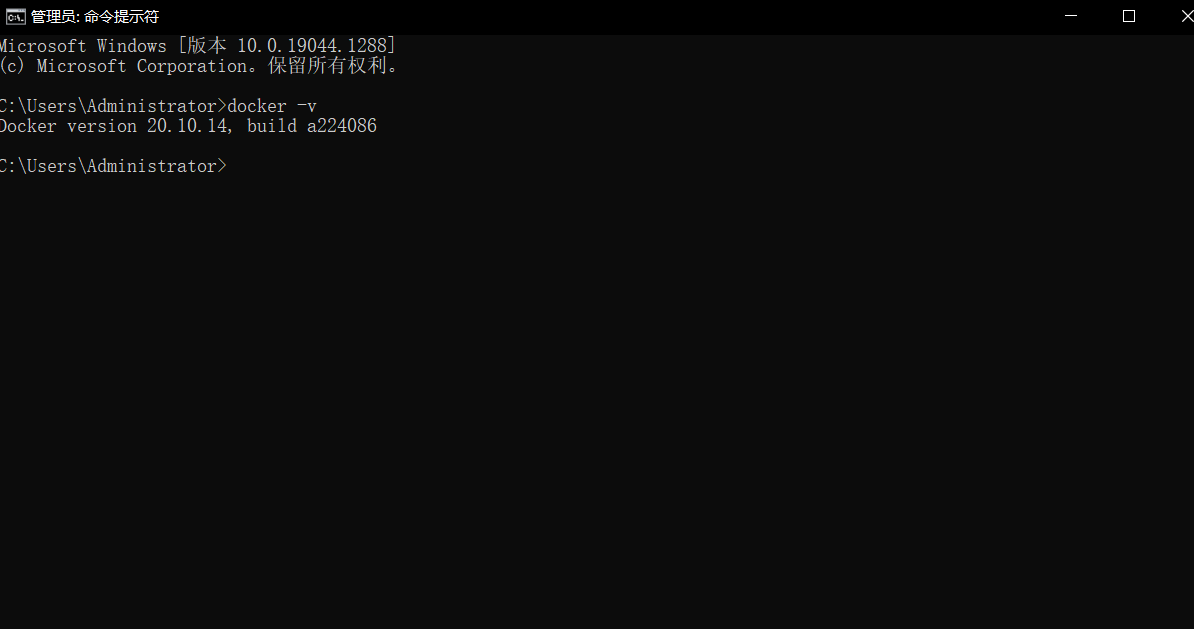 管理员: 命令提示符
Microsoft Windows [版本 10.0.19044.1288]
(c) Microsoft Corporation。保留所有权利。
C:\Users\Administrator>docker -v
Docker version 20.10.14, build a224086
C:\Users\Administrator>